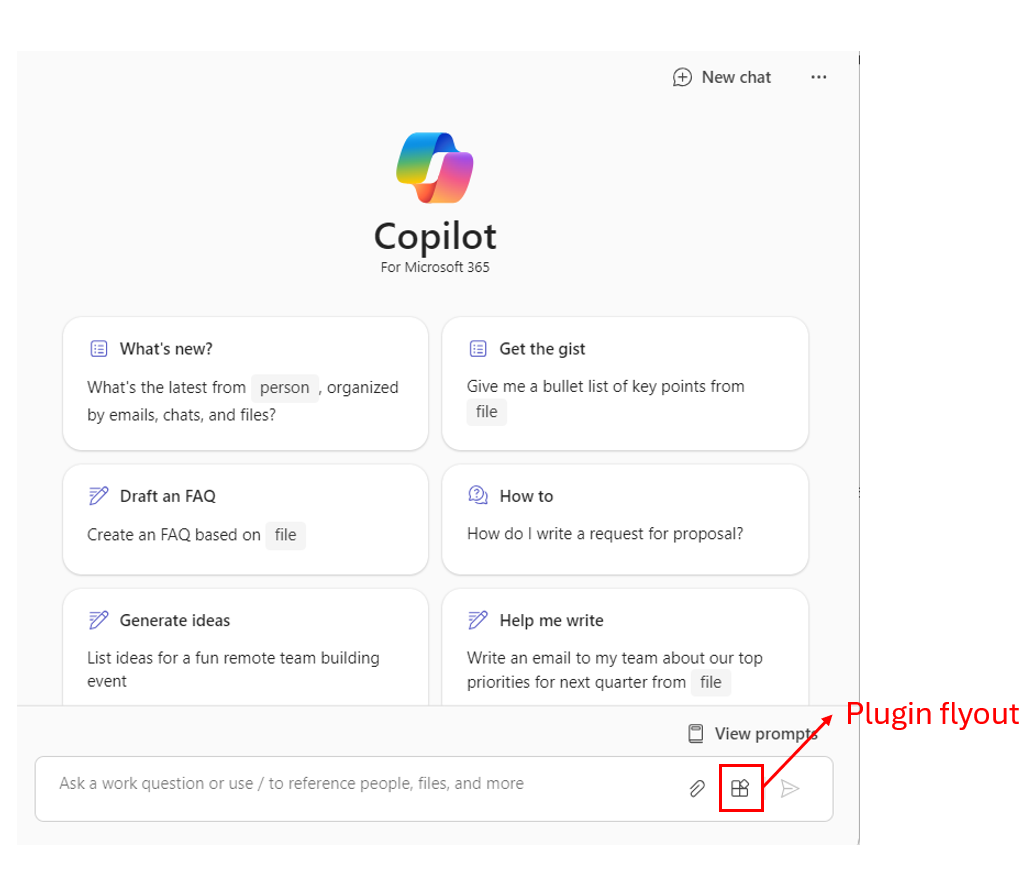 New chat
Copilot
For Microsoft 365
What's new?
What's the latest from person , organized
by emails, chats, and files?
Get the gist
Give me a bullet list of key points from
file
Draft an FAQ
Create an FAQ based on file
How to
How do I write a request for proposal?
Generate ideas
List ideas for a fun remote team building
event
Help me write
Write an email to my team about our top
priorities for next quarter from file
Plugin flyout
View prompts
Ask a work question or use / to reference people, files, and more